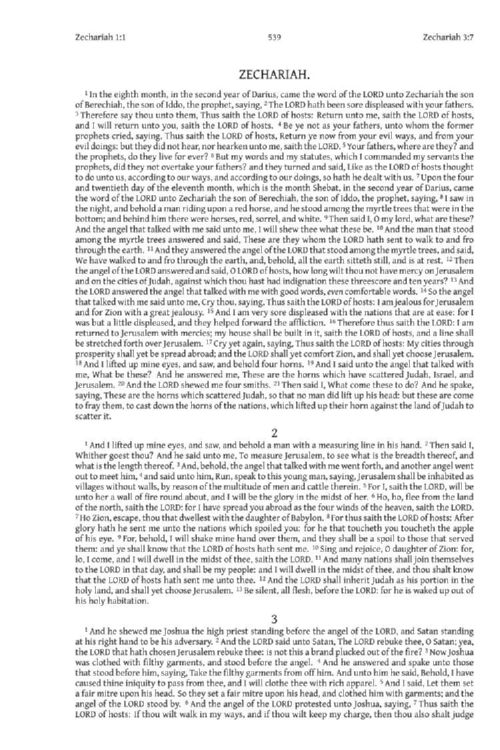 Zechariah 1:1 539 Zechariah 3:7
ZECHARIAH.
1 In the eighth month, in the second year of Darius, came the word of the LORD unto Zechariah the son
of Berechiah, the son of Iddo, the prophet, saying, 2 The LORD hath been sore displeased with your fathers.
3 Therefore say thou unto them, Thus saith the LORD of hosts: Return unto me, saith the LORD of hosts,
and I will return unto you, saith the LORD of hosts. 4 Be ye not as your fathers, unto whom the former
prophets cried, saying, Thus saith the LORD of hosts, Return ye now from your evil ways, and from your
evil doings: but they did not hear, nor hearken unto me, saith the LORD. 5 Your fathers, where are they? and
the prophets, do they live for ever? 6 But my words and my statutes, which I commanded my servants the
prophets, did they not overtake your fathers? and they turned and said, Like as the LORD of hosts thought
to do unto us, according to our ways, and according to our doings, so hath he dealt with us. 7 Upon the four
and twentieth day of the eleventh month, which is the month Shebat, in the second year of Darius, came
the word of the LORD unto Zechariah the son of Berechiah, the son of Iddo, the prophet, saying, 8 I saw in
the night, and behold a man riding upon a red horse, and he stood among the myrtle trees that were in the
bottom; and behind him there were horses, red, sorrel, and white. 9 Then said I, O my lord, what are these?
And the angel that talked with me said unto me, I will shew thee what these be. 10 And the man that stood
among the myrtle trees answered and said, These are they whom the LORD hath sent to walk to and fro
through the earth. 11 And they answered the angel of the LORD that stood among the myrtle trees, and said,
We have walked to and fro through the earth, and, behold, all the earth sitteth still, and is at rest. 12 Then
the angel of the LORD answered and said, O LORD of hosts, how long wilt thou not have mercy on Jerusalem
and on the cities of Judah, against which thou hast had indignation these threescore and ten years? 13 And
the LORD answered the angel that talked with me with good words, even comfortable words. 14 So the angel
that talked with me said unto me, Cry thou, saying, Thus saith the LORD of hosts: I am jealous for Jerusalem
and for Zion with a great jealousy. 15 And I am very sore displeased with the nations that are at ease: for I
was but a little displeased, and they helped forward the affliction. 16 Therefore thus saith the LORD: I am
returned to Jerusalem with mercies; my house shall be built in it, saith the LORD of hosts, and a line shall
be stretched forth over Jerusalem. 17 Cry yet again, saying, Thus saith the LORD of hosts: My cities through
prosperity shall yet be spread abroad; and the LORD shall yet comfort Zion, and shall yet choose Jerusalem.
18 And I lifted up mine eyes, and saw, and behold four horns. 19 And I said unto the angel that talked with
me, What be these? And he answered me, These are the horns which have scattered Judah, Israel, and
Jerusalem. 20 And the LORD shewed me four smiths. 21 Then said I, What come these to do? And he spake,
saying, These are the horns which scattered Judah, so that no man did lift up his head: but these are come
to fray them, to cast down the horns of the nations, which lifted up their horn against the land of Judah to
scatter it.
2
1 And I lifted up mine eyes, and saw, and behold a man with a measuring line in his hand. 2 Then said I,
Whither goest thou? And he said unto me, To measure Jerusalem, to see what is the breadth thereof, and
what is the length thereof. 3 And, behold, the angel that talked with me went forth, and another angel went
out to meet him, 4 and said unto him, Run, speak to this young man, saying, Jerusalem shall be inhabited as
villages without walls, by reason of the multitude of men and cattle therein. 5 For I, saith the LORD, will be
unto her a wall of fire round about, and I will be the glory in the midst of her. 6 Ho, ho, flee from the land
of the north, saith the LORD: for I have spread you abroad as the four winds of the heaven, saith the LORD.
7 Ho Zion, escape, thou that dwellest with the daughter of Babylon. 8 For thus saith the LORD of hosts: After
glory hath he sent me unto the nations which spoiled you: for he that toucheth you toucheth the apple
of his eye. 9 For, behold, I will shake mine hand over them, and they shall be a spoil to those that served
them: and ye shall know that the LORD of hosts hath sent me. 10 Sing and rejoice, O daughter of Zion: for,
lo, I come, and I will dwell in the midst of thee, saith the LORD. 11 And many nations shall join themselves
to the LORD in that day, and shall be my people: and I will dwell in the midst of thee, and thou shalt know
that the LORD of hosts hath sent me unto thee. 12 And the LORD shall inherit Judah as his portion in the
holy land, and shall yet choose Jerusalem. 13 Be silent, all flesh, before the LORD: for he is waked up out of
his holy habitation.
3
1 And he shewed me Joshua the high priest standing before the angel of the LORD, and Satan standing
at his right hand to be his adversary. 2 And the LORD said unto Satan, The LORD rebuke thee, O Satan; yea,
the LORD that hath chosen Jerusalem rebuke thee: is not this a brand plucked out of the fire? 3 Now Joshua
was clothed with filthy garments, and stood before the angel. 4 And he answered and spake unto those
that stood before him, saying, Take the filthy garments from off him. And unto him he said, Behold, I have
caused thine iniquity to pass from thee, and I will clothe thee with rich apparel. 5 And I said, Let them set
a fair mitre upon his head. So they set a fair mitre upon his head, and clothed him with garments; and the
angel of the LORD stood by. 6 And the angel of the LORD protested unto Joshua, saying, 7 Thus saith the
LORD of hosts: If thou wilt walk in my ways, and if thou wilt keep my charge, then thou also shalt judge